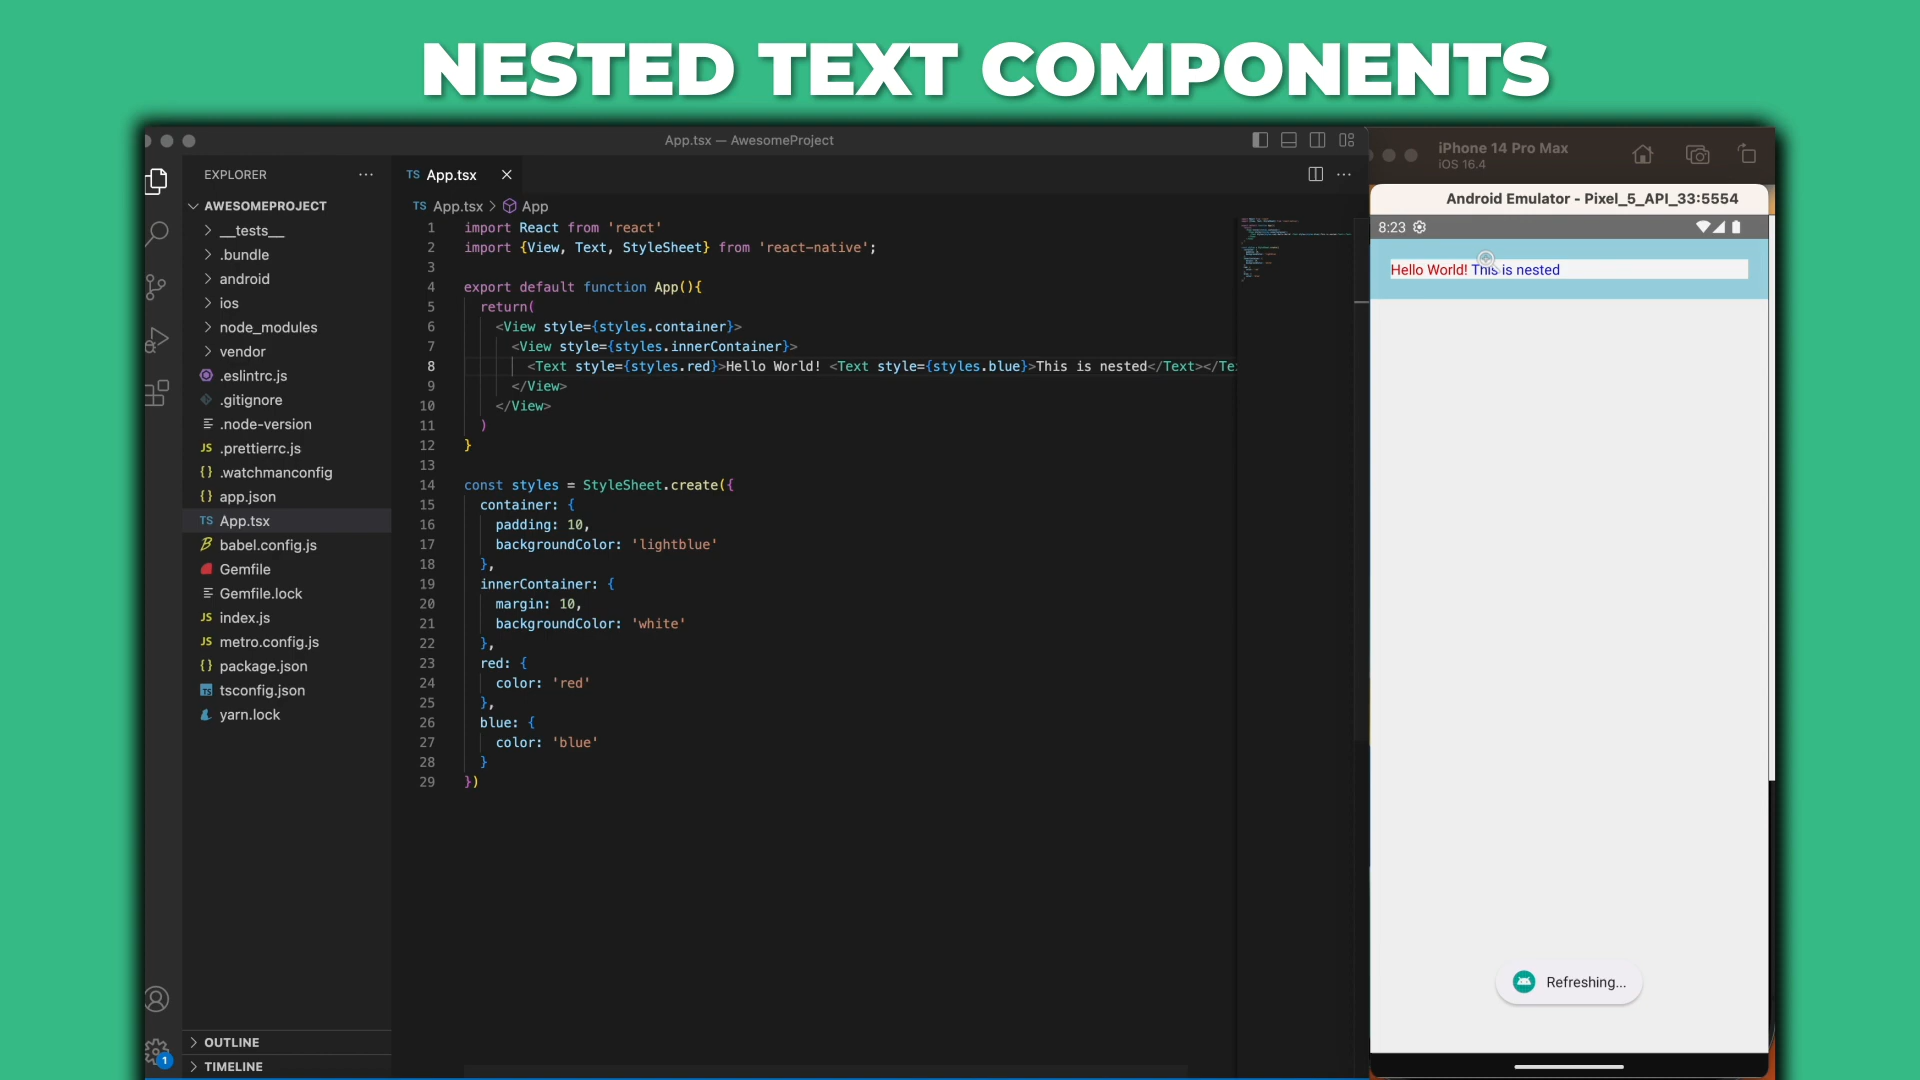 NESTED TEXT COMPONENTS
App.tsx — AwesomeProject
EXPLORER
AWESOMEPROJECT
__tests__
.bundle
android
ios
node_modules
vendor
.eslintrc.js
.gitignore
.node-version
JS .prettierrc.js
{} .watchmanconfig
{} app.json
TS App.tsx
babel.config.js
Gemfile
Gemfile.lock
JS index.js
JS metro.config.js
{} package.json
TS tsconfig.json
yarn.lock
OUTLINE
TIMELINE
1
TS App.tsx
TS App.tsx > App
1 import React from 'react'
2 import {View, Text, StyleSheet} from 'react-native';
3
4 export default function App(){
5 return(
6 <View style={styles.container}>
7 <View style={styles.innerContainer}>
8 <Text style={styles.red}>Hello World! <Text style={styles.blue}>This is nested</Text></Te
9 </View>
10 </View>
11 )
12 }
13
14 const styles = StyleSheet.create({
15 container: {
16 padding: 10,
17 backgroundColor: 'lightblue'
18 },
19 innerContainer: {
20 margin: 10,
21 backgroundColor: 'white'
22 },
23 red: {
24 color: 'red'
25 },
26 blue: {
27 color: 'blue'
28 }
29 })
iPhone 14 Pro Max
iOS 16.4
Android Emulator - Pixel_5_API_33:5554
8:23
Hello World! This is nested
Refreshing...